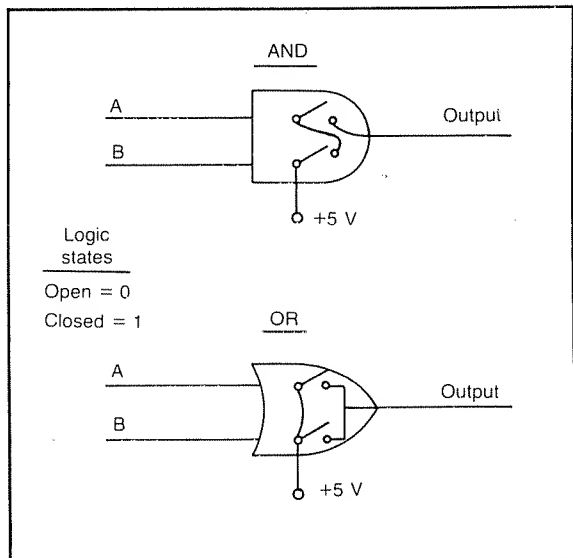 AND
A
Output
B
+5 V
Logic
states
Open = 0
Closed = 1
OR
A
Output
B
+5 V